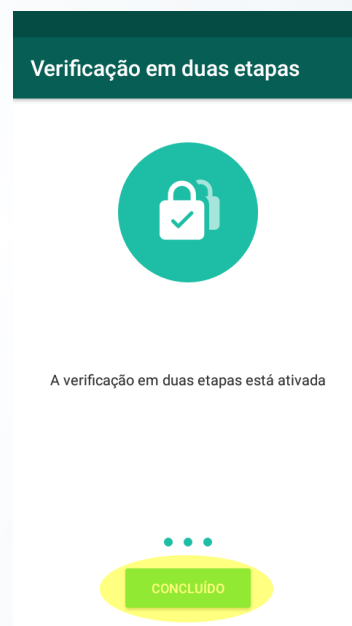 Verificação em duas etapas
A verificação em duas etapas está ativada
CONCLUÍDO